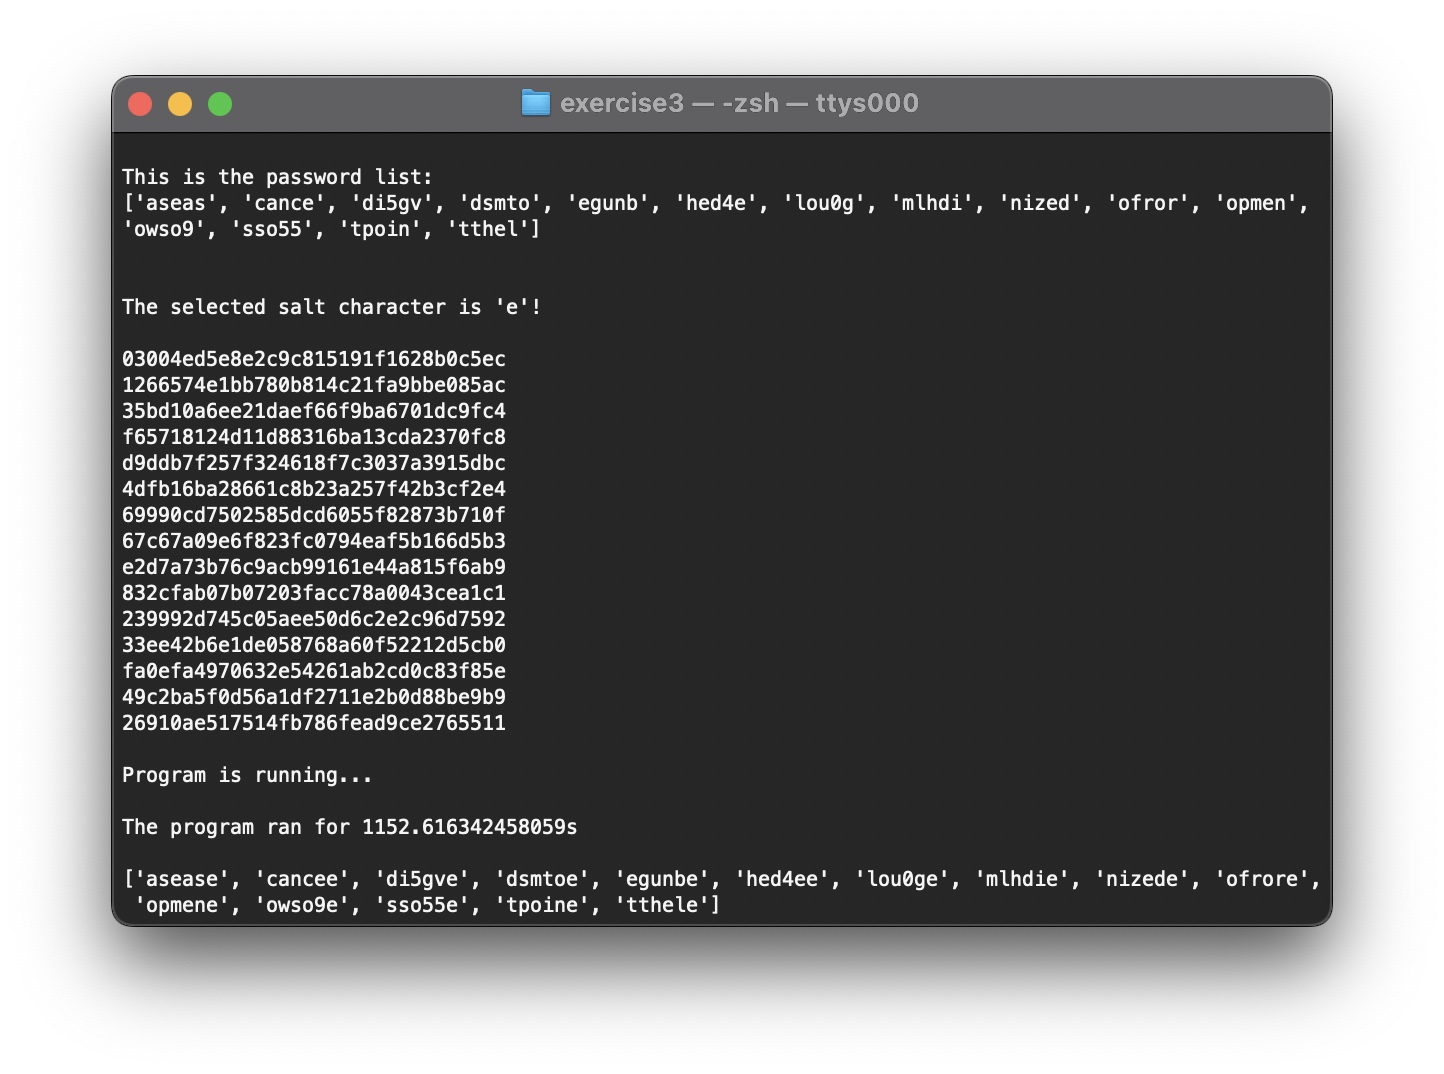 exercise3 — -zsh — ttys000
This is the password list:
['aseas', 'cance', 'di5gv', 'dsmto', 'egunb', 'hed4e', 'lou0g', 'mlhdi', 'nized', 'ofror', 'opmen',
'owso9', 'sso55', 'tpoin', 'tthel']
The selected salt character is 'e'!
03004ed5e8e2c9c815191f1628b0c5ec
1266574e1bb780b814c21fa9bbe085ac
35bd10a6ee21daef66f9ba6701dc9fc4
f65718124d11d88316ba13cda2370fc8
d9ddb7f257f324618f7c3037a3915dbc
4dfb16ba28661c8b23a257f42b3cf2e4
69990cd7502585dcd6055f82873b710f
67c67a09e6f823fc0794eaf5b166d5b3
e2d7a73b76c9acb99161e44a815f6ab9
832cfab07b07203facc78a0043cea1c1
239992d745c05aee50d6c2e2c96d7592
33ee42b6e1de058768a60f52212d5cb0
fa0efa4970632e54261ab2cd0c83f85e
49c2ba5f0d56a1df2711e2b0d88be9b9
26910ae517514fb786fead9ce2765511
Program is running...
The program ran for 1152.616342458059s
['asease', 'cancee', 'di5gve', 'dsmtoe', 'egunbe', 'hed4ee', 'lou0ge', 'mlhdie', 'nizede', 'ofrore',
'opmene', 'owso9e', 'sso55e', 'tpoine', 'tthele']